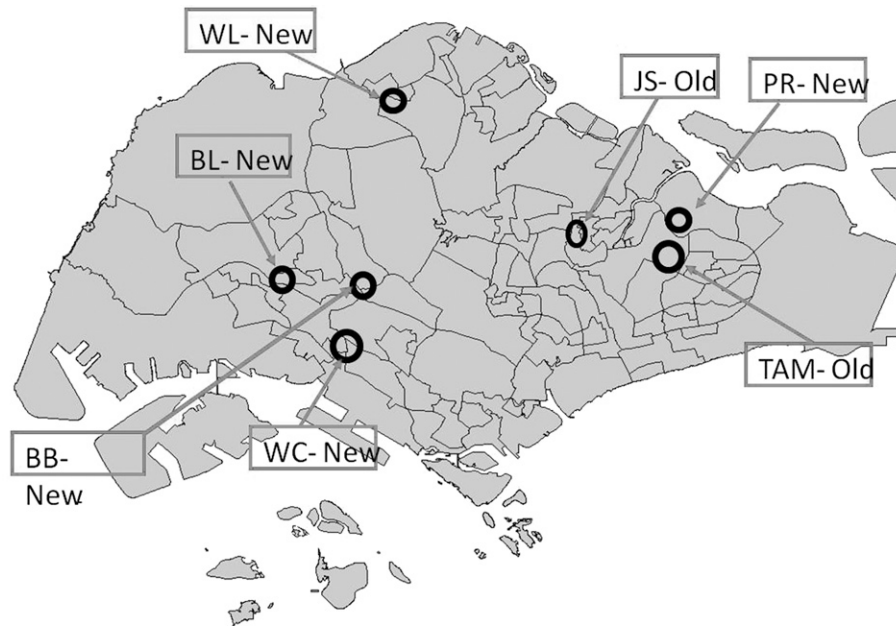 WL- New
JS- Old
PR- New
BL- New
TAM- Old
WC- New
BB-
New